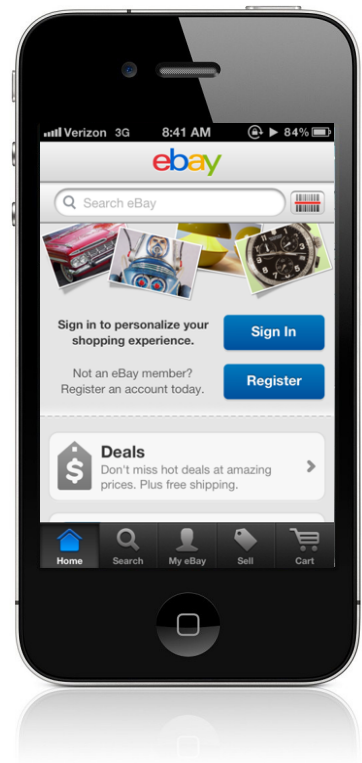 Verizon 3G 8:41 AM 84%
ebay
Search eBay
Sign in to personalize your
shopping experience.
Sign In
Not an eBay member?
Register an account today.
Register
Deals
Don't miss hot deals at amazing
prices. Plus free shipping.
Home Search My eBay Sell Cart